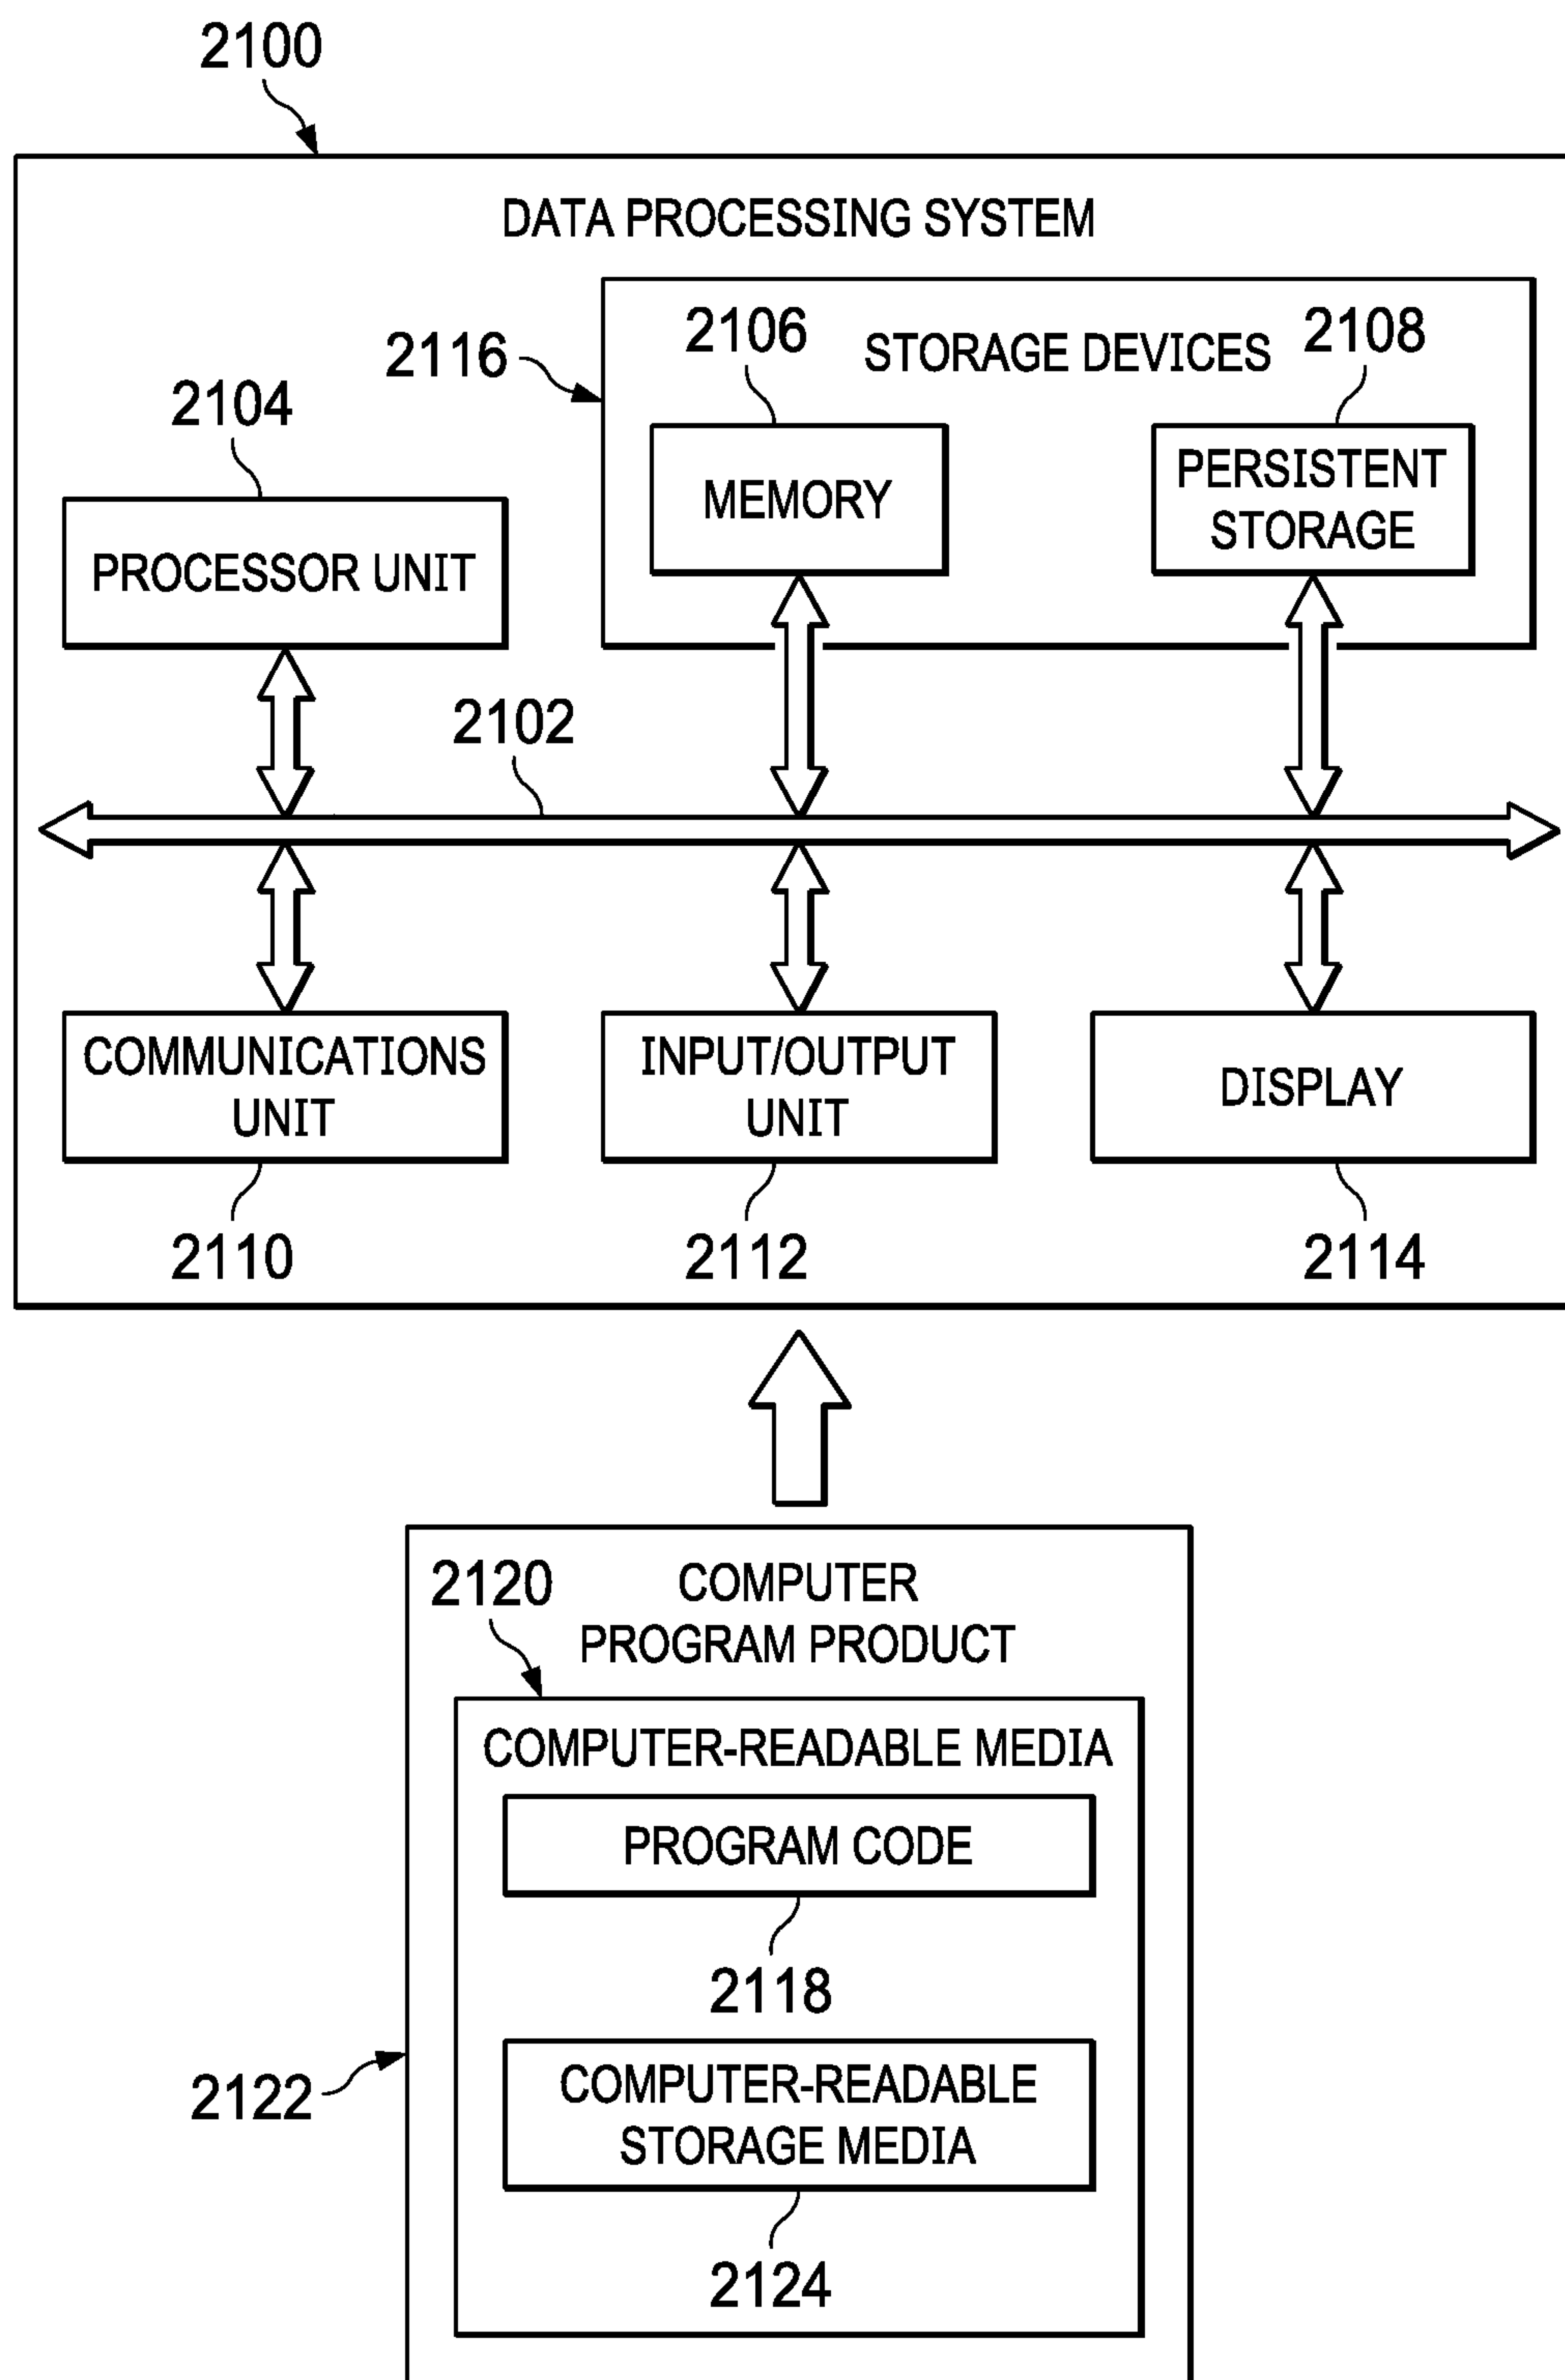 2100
DATA PROCESSING SYSTEM
2116
2106
STORAGE DEVICES
2108
2104
MEMORY
PERSISTENT
STORAGE
PROCESSOR UNIT
2102
COMMUNICATIONS
UNIT
INPUT/OUTPUT
UNIT
DISPLAY
2110
2112
2114
2120
COMPUTER
PROGRAM PRODUCT
COMPUTER-READABLE MEDIA
PROGRAM CODE
2118
2122
COMPUTER-READABLE
STORAGE MEDIA
2124